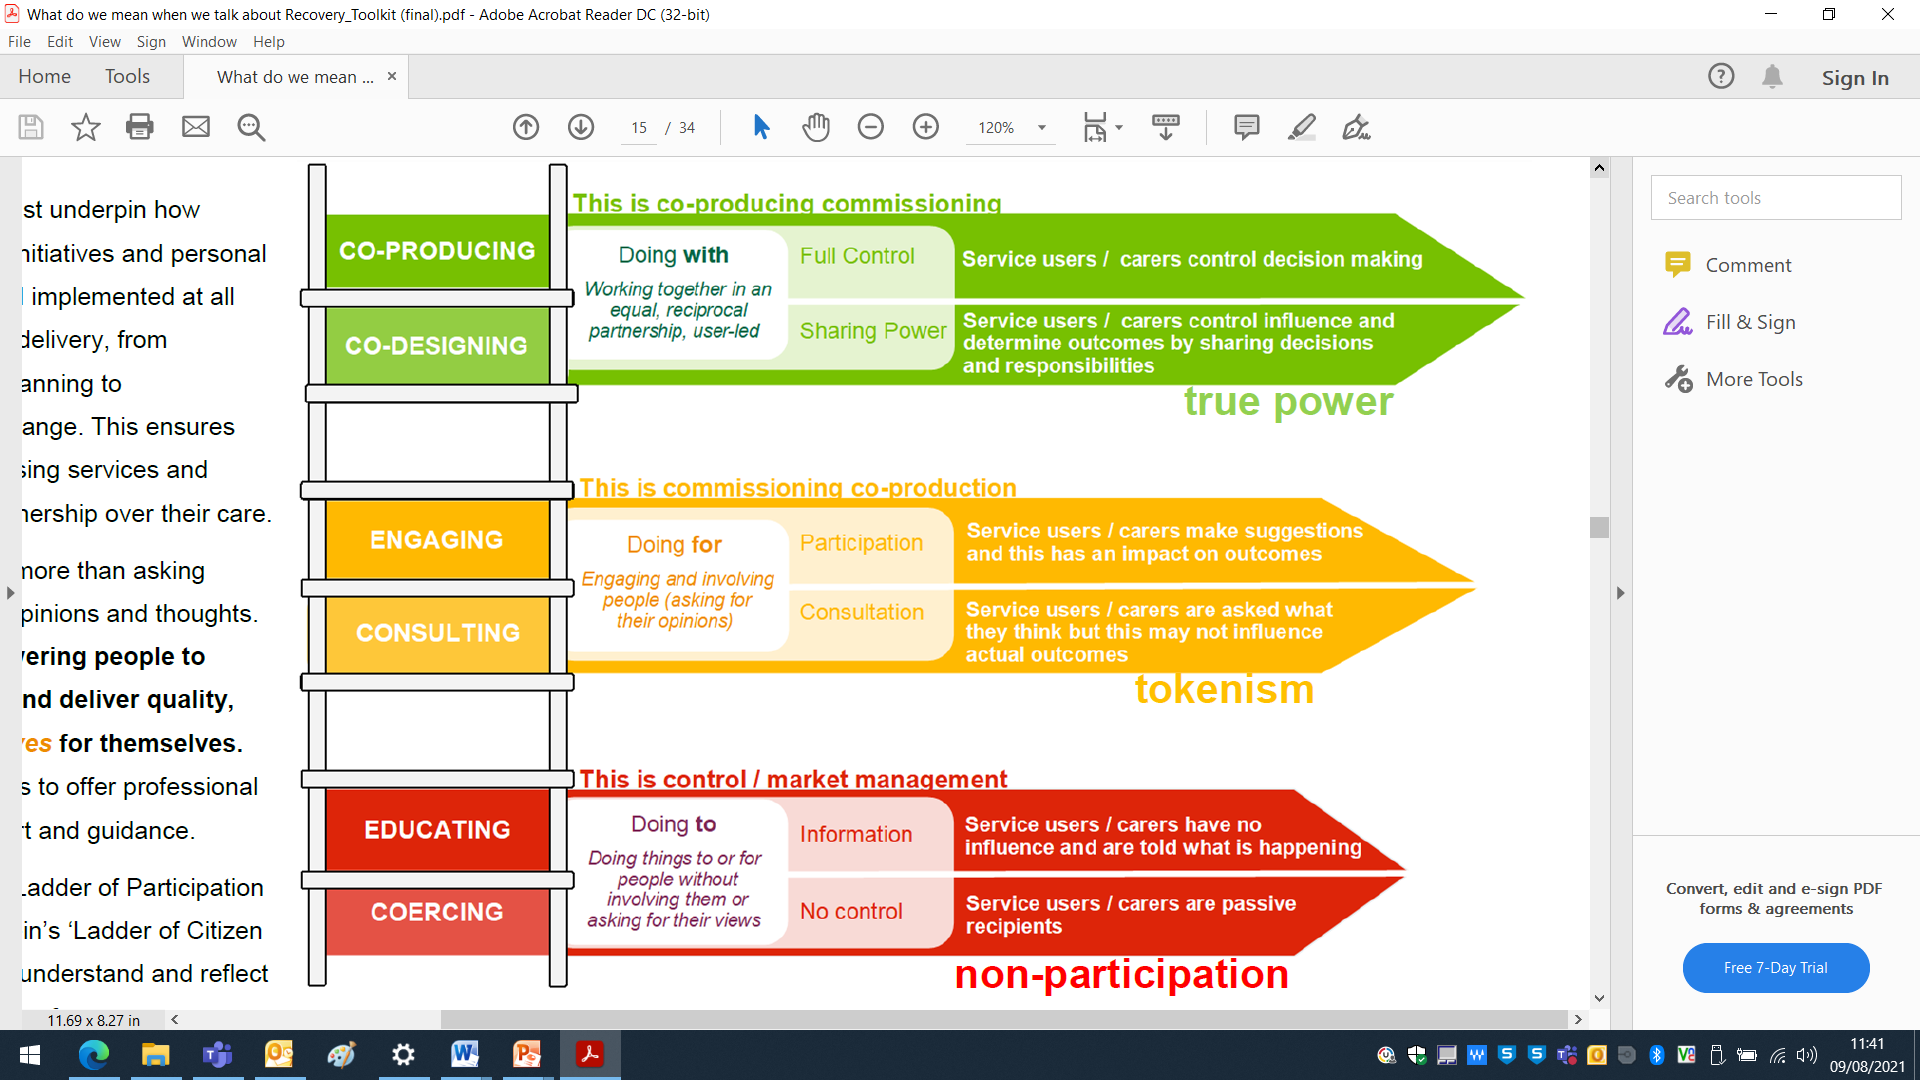 What do we mean when we talk about Recovery_Toolkit (final).pdf - Adobe Acrobat Reader DC (32-bit)
File Edit View Sign Window Help
Home Tools What do we mean ... × Sign In
15 / 34 120%
st underpin how
nitiatives and personal
implemented at all
delivery, from
anning to
ange. This ensures
sing services and
nership over their care.
more than asking
pinions and thoughts.
vering people to
nd deliver quality,
ves for themselves.
s to offer professional
rt and guidance.
Ladder of Participation
in's 'Ladder of Citizen
understand and reflect
This is co-producing commissioning
CO-PRODUCING
CO-DESIGNING
Doing with
Working together in an
equal, reciprocal
partnership, user-led
Full Control
Service users / carers control decision making
Sharing Power
Service users / carers control influence and
determine outcomes by sharing decisions
and responsibilities
true power
This is commissioning co-production
ENGAGING
CONSULTING
Doing for
Engaging and involving
people (asking for
their opinions)
Participation
Service users / carers make suggestions
and this has an impact on outcomes
Consultation
Service users / carers are asked what
they think but this may not influence
actual outcomes
tokenism
This is control / market management
EDUCATING
COERCING
Doing to
Doing things to or for
people without
involving them or
asking for their views
Information
Service users / carers have no
influence and are told what is happening
No control
Service users / carers are passive
recipients
non-participation
Search tools
Comment
Fill & Sign
More Tools
Convert, edit and e-sign PDF
forms & agreements
Free 7-Day Trial
11.69 x 8.27 in
11:41
09/08/2021